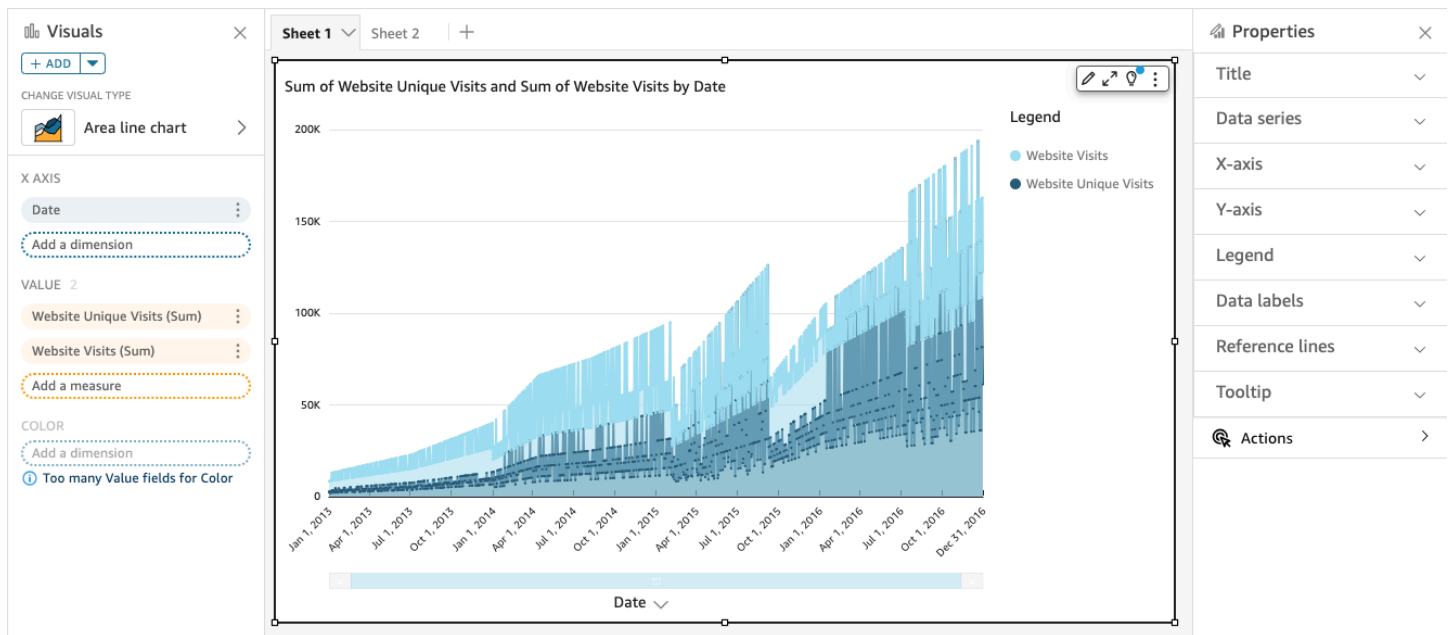 Visuals
+ ADD
CHANGE VISUAL TYPE
Area line chart
X AXIS
Date
Add a dimension
VALUE 2
Website Unique Visits (Sum)
Website Visits (Sum)
Add a measure
COLOR
Add a dimension
Too many Value fields for Color
Sheet 1
Sheet 2
Sum of Website Unique Visits and Sum of Website Visits by Date
200K
150K
100K
50K
0
Jan 1, 2013
Apr 1, 2013
Jul 1, 2013
Oct 1, 2013
Jan 1, 2014
Apr 1, 2014
Jul 1, 2014
Oct 1, 2014
Jan 1, 2015
Apr 1, 2015
Jul 1, 2015
Oct 1, 2015
Jan 1, 2016
Apr 1, 2016
Jul 1, 2016
Oct 1, 2016
Dec 31, 2016
Date
Legend
Website Visits
Website Unique Visits
Properties
Title
Data series
X-axis
Y-axis
Legend
Data labels
Reference lines
Tooltip
Actions